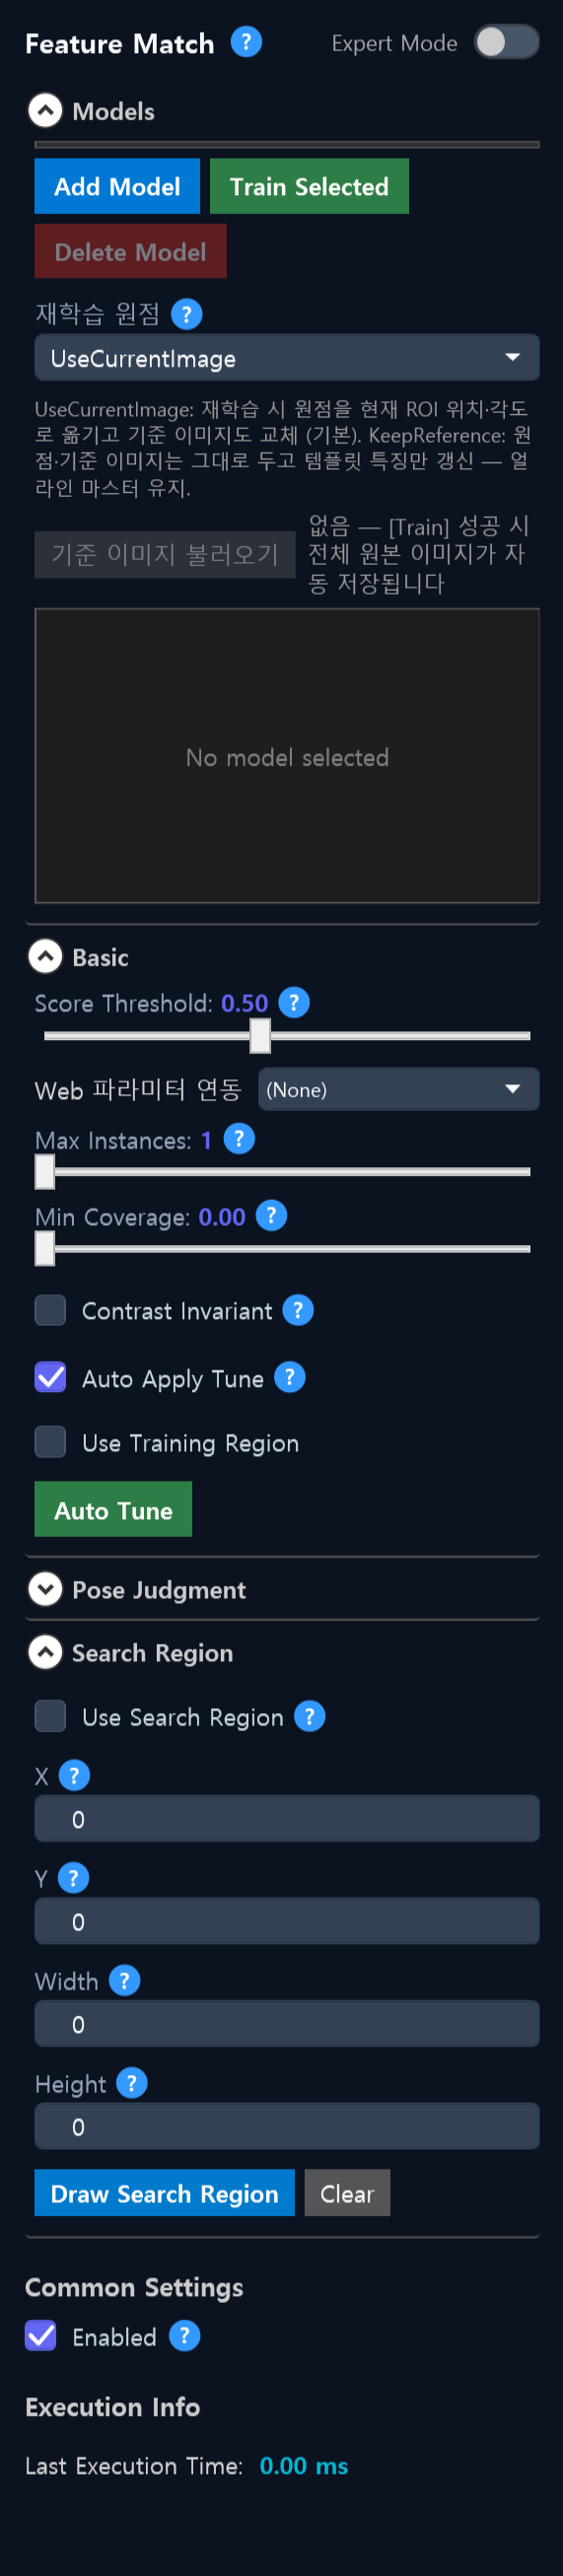 Feature Match ? Expert Mode
Models
Add Model Train Selected
Delete Model
재학습 원점 ?
UseCurrentImage
UseCurrentImage: 재학습 시 원점을 현재 ROI 위치·각도
로 옮기고 기준 이미지도 교체 (기본). KeepReference: 원
점·기준 이미지는 그대로 두고 템플릿 특징만 갱신 — 얼
라인 마스터 유지.
기준 이미지 불러오기
없음 — [Train] 성공 시
전체 원본 이미지가 자
동 저장됩니다
No model selected
Basic
Score Threshold: 0.50 ?
Web 파라미터 연동 (None)
Max Instances: 1 ?
Min Coverage: 0.00 ?
Contrast Invariant ?
Auto Apply Tune ?
Use Training Region
Auto Tune
Pose Judgment
Search Region
Use Search Region ?
X ?
0
Y ?
0
Width ?
0
Height ?
0
Draw Search Region Clear
Common Settings
Enabled ?
Execution Info
Last Execution Time: 0.00 ms